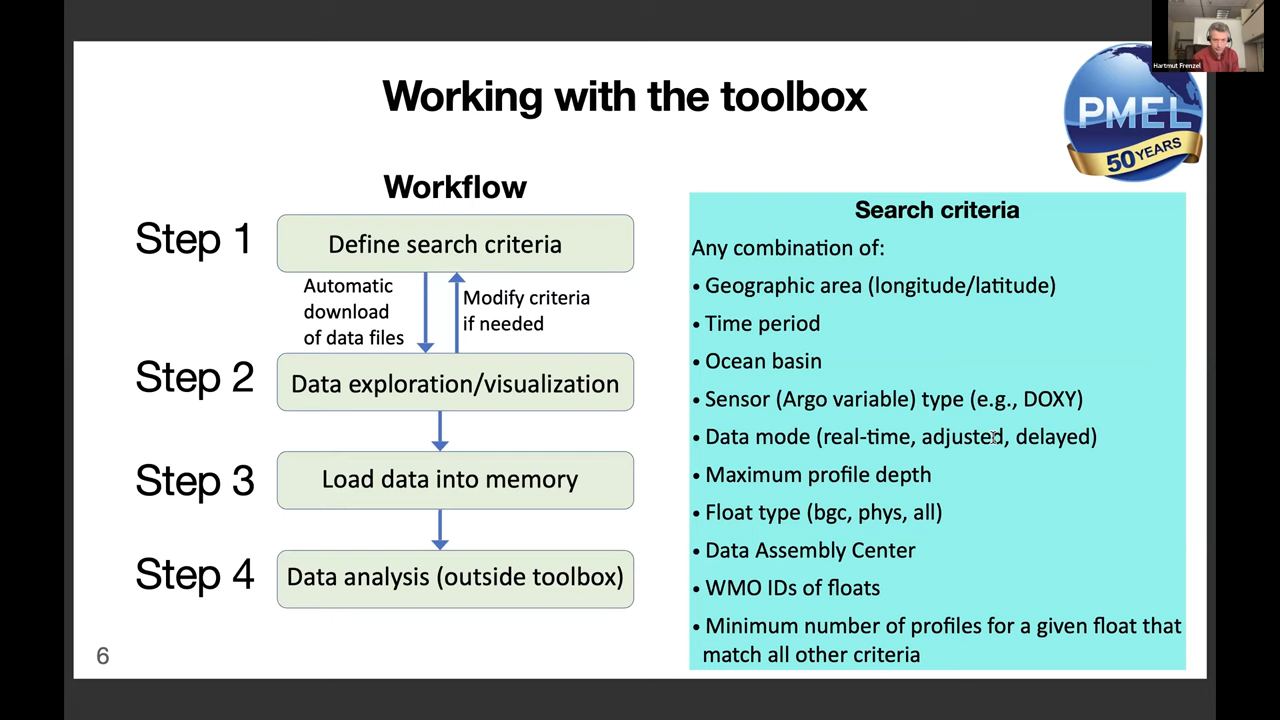 Hartmut Frenzel
Working with the toolbox
PMEL
50 YEARS
Workflow
Step 1
Define search criteria
Automatic
download
of data files
Modify criteria
if needed
Step 2
Data exploration/visualization
Step 3
Load data into memory
Step 4
Data analysis (outside toolbox)
Search criteria
Any combination of:
• Geographic area (longitude/latitude)
• Time period
• Ocean basin
• Sensor (Argo variable) type (e.g., DOXY)
• Data mode (real-time, adjusted, delayed)
• Maximum profile depth
• Float type (bgc, phys, all)
• Data Assembly Center
• WMO IDs of floats
• Minimum number of profiles for a given float that
match all other criteria
6